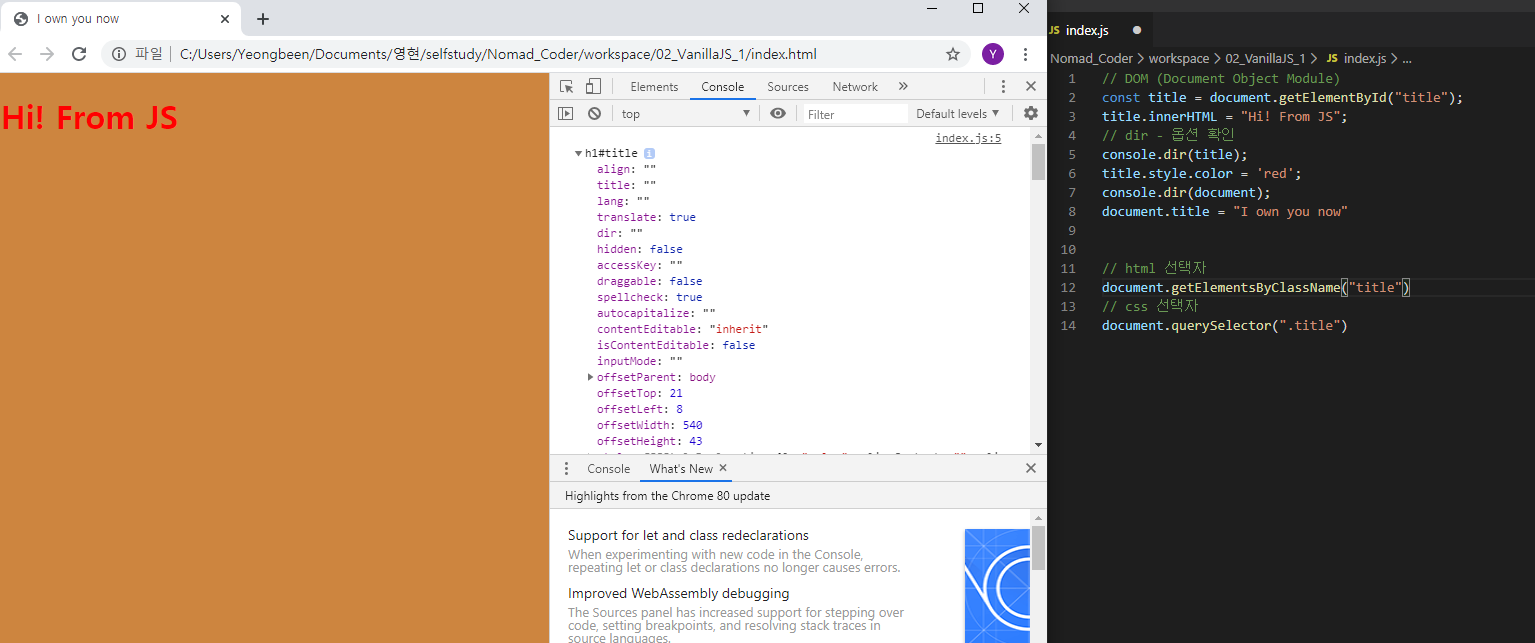 I own you now
파일 C:/Users/Yeongbeen/Documents/영현/selfstudy/Nomad_Coder/workspace/02_VanillaJS_1/index.html
Y
Hi! From JS
Elements Console Sources Network
top Filter Default levels ▼
index.js:5
h1#title
align: ""
title: ""
lang: ""
translate: true
dir: ""
hidden: false
accessKey: ""
draggable: false
spellcheck: true
autocapitalize: ""
contentEditable: "inherit"
isContentEditable: false
inputMode: ""
offsetParent: body
offsetTop: 21
offsetLeft: 8
offsetWidth: 540
offsetHeight: 43
Console What's New
Highlights from the Chrome 80 update
Support for let and class redeclarations
When experimenting with new code in the Console,
repeating let or class declarations no longer causes errors.
Improved WebAssembly debugging
The Sources panel has increased support for stepping over
code, setting breakpoints, and resolving stack traces in
source languages.
JS index.js
Nomad_Coder > workspace > 02_VanillaJS_1 > JS index.js > ...
1 // DOM (Document Object Module)
2 const title = document.getElementById("title");
3 title.innerHTML = "Hi! From JS";
4 // dir - 옵션 확인
5 console.dir(title);
6 title.style.color = 'red';
7 console.dir(document);
8 document.title = "I own you now"
9
10
11 // html 선택자
12 document.getElementsByClassName("title")
13 // css 선택자
14 document.querySelector(".title")